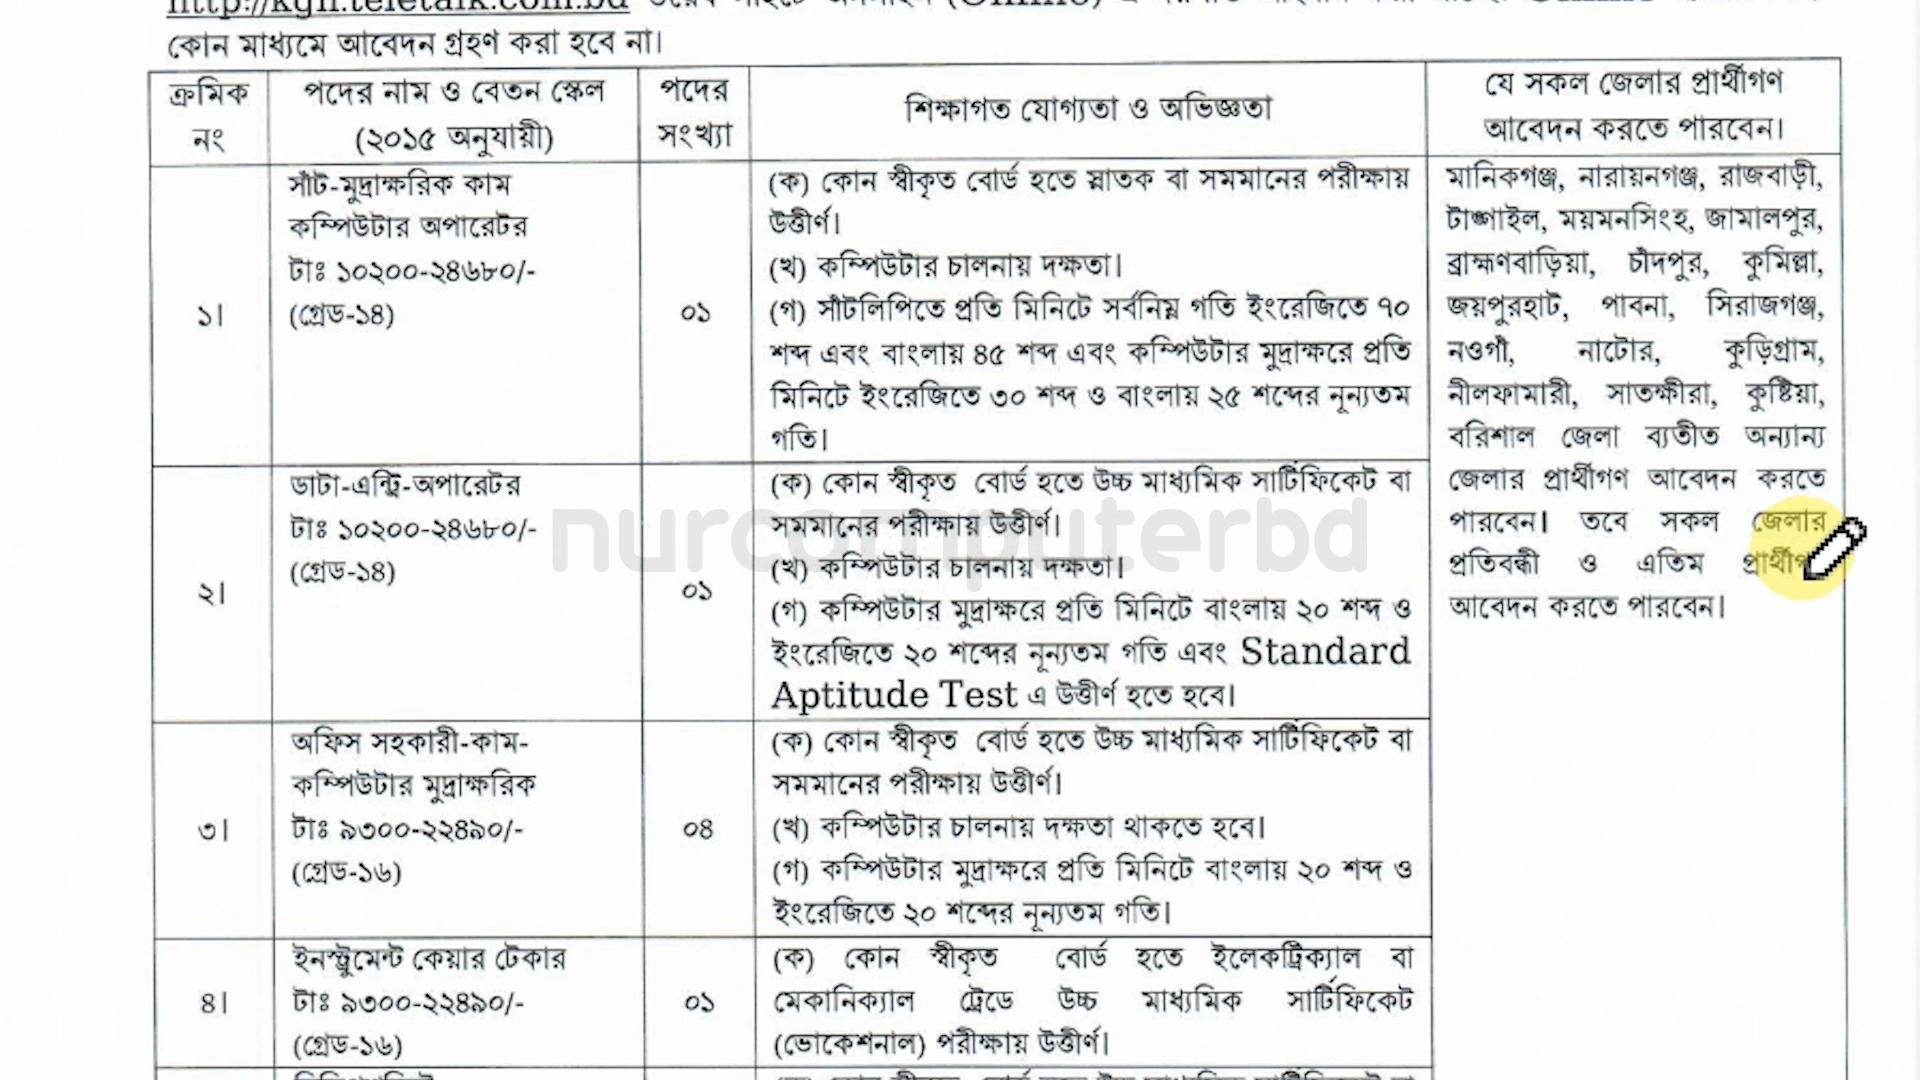 http://kgh.teletalk.com.bd
কোন মাধ্যমে আবেদন গ্রহণ করা হবে না।
ক্রমিক
নং
পদের নাম ও বেতন স্কেল
(২০১৫ অনুযায়ী)
পদের
সংখ্যা
শিক্ষাগত যোগ্যতা ও অভিজ্ঞতা
যে সকল জেলার প্রার্থীগণ
আবেদন করতে পারবেন।
১।
সাঁট-মুদ্রাক্ষরিক কাম
কম্পিউটার অপারেটর
টাঃ ১০২০০-২৪৬৮০/-
(গ্রেড-১৪)
০১
(ক) কোন স্বীকৃত বোর্ড হতে স্নাতক বা সমমানের পরীক্ষায়
উত্তীর্ণ।
(খ) কম্পিউটার চালনায় দক্ষতা।
(গ) সাঁটলিপিতে প্রতি মিনিটে সর্বনিম্ন গতি ইংরেজিতে ৭০
শব্দ এবং বাংলায় ৪৫ শব্দ এবং কম্পিউটার মুদ্রাক্ষরে প্রতি
মিনিটে ইংরেজিতে ৩০ শব্দ ও বাংলায় ২৫ শব্দের নূন্যতম
গতি।
মানিকগঞ্জ, নারায়নগঞ্জ, রাজবাড়ী,
টাঙ্গাইল, ময়মনসিংহ, জামালপুর,
ব্রাহ্মণবাড়িয়া, চাঁদপুর, কুমিল্লা,
জয়পুরহাট, পাবনা, সিরাজগঞ্জ,
নওগাঁ, নাটোর, কুড়িগ্রাম,
নীলফামারী, সাতক্ষীরা, কুষ্টিয়া,
বরিশাল জেলা ব্যতীত অন্যান্য
জেলার প্রার্থীগণ আবেদন করতে
পারবেন। তবে সকল জেলার
প্রতিবন্ধী ও এতিম
আবেদন করতে পারবেন।
২।
ডাটা-এন্ট্রি-অপারেটর
টাঃ ১০২০০-২৪৬৮০/-
(গ্রেড-১৪)
০১
(ক) কোন স্বীকৃত বোর্ড হতে উচ্চ মাধ্যমিক সার্টিফিকেট বা
সমমানের পরীক্ষায় উত্তীর্ণ।
(খ) কম্পিউটার চালনায় দক্ষতা।
(গ) কম্পিউটার মুদ্রাক্ষরে প্রতি মিনিটে বাংলায় ২০ শব্দ ও
ইংরেজিতে ২০ শব্দের নূন্যতম গতি এবং Standard
Aptitude Test এ উত্তীর্ণ হতে হবে।
nurcomputerbd
৩।
অফিস সহকারী-কাম-
কম্পিউটার মুদ্রাক্ষরিক
টাঃ ৯৩০০-২২৪৯০/-
(গ্রেড-১৬)
০৪
(ক) কোন স্বীকৃত বোর্ড হতে উচ্চ মাধ্যমিক সার্টিফিকেট বা
সমমানের পরীক্ষায় উত্তীর্ণ।
(খ) কম্পিউটার চালনায় দক্ষতা থাকতে হবে।
(গ) কম্পিউটার মুদ্রাক্ষরে প্রতি মিনিটে বাংলায় ২০ শব্দ ও
ইংরেজিতে ২০ শব্দের নূন্যতম গতি।
৪।
ইনস্ট্রুমেন্ট কেয়ার টেকার
টাঃ ৯৩০০-২২৪৯০/-
(গ্রেড-১৬)
০১
(ক) কোন স্বীকৃত বোর্ড হতে ইলেকট্রিক্যাল বা
মেকানিক্যাল ট্রেডে উচ্চ মাধ্যমিক সার্টিফিকেট
(ভোকেশনাল) পরীক্ষায় উত্তীর্ণ।